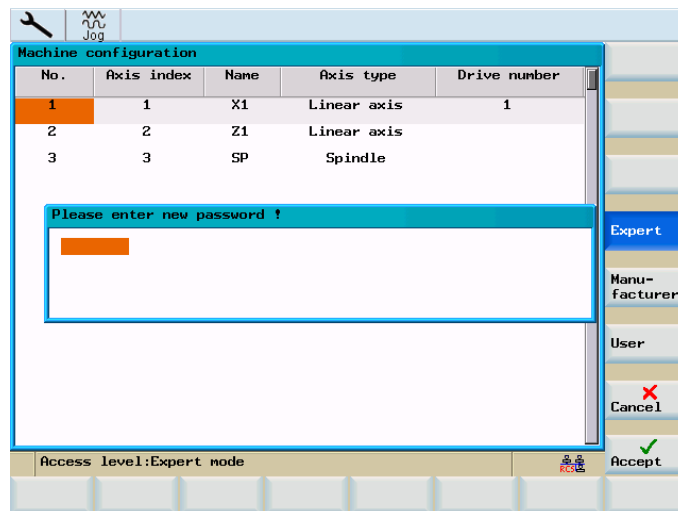 Jog
Machine configuration
No. Axis index Name Axis type Drive number
1 1 X1 Linear axis 1
2 2 Z1 Linear axis
3 3 SP Spindle
Please enter new password !
Expert
Manu-
facturer
User
Cancel
Accept
Access level:Expert mode
RCS